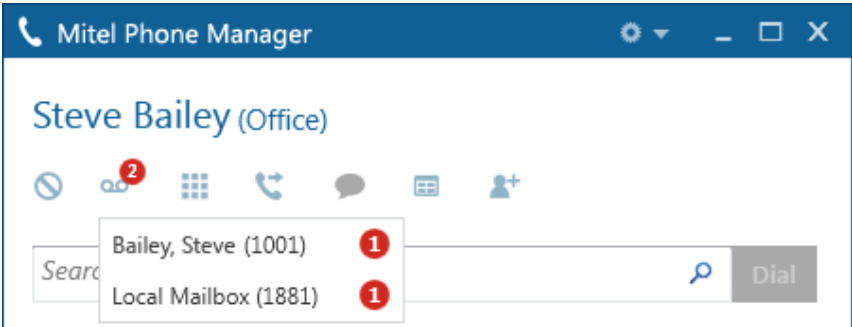 Mitel Phone Manager
Steve Bailey (Office)
2
Bailey, Steve (1001) 1
Local Mailbox (1881) 1
Dial